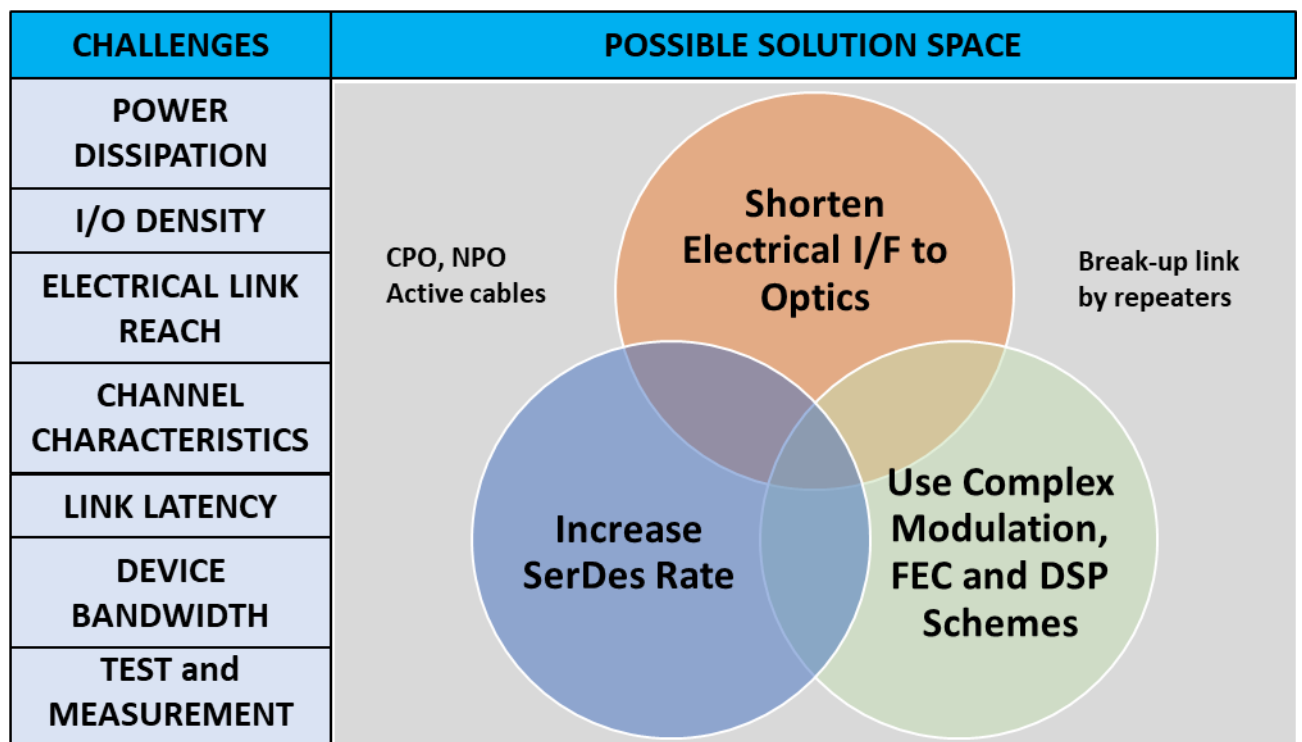 CHALLENGES
POSSIBLE SOLUTION SPACE
POWER
DISSIPATION
I/O DENSITY
ELECTRICAL LINK
REACH
CHANNEL
CHARACTERISTICS
LINK LATENCY
DEVICE
BANDWIDTH
TEST and
MEASUREMENT
CPO, NPO
Active cables
Shorten
Electrical I/F to
Optics
Break-up link
by repeaters
Increase
SerDes Rate
Use Complex
Modulation,
FEC and DSP
Schemes